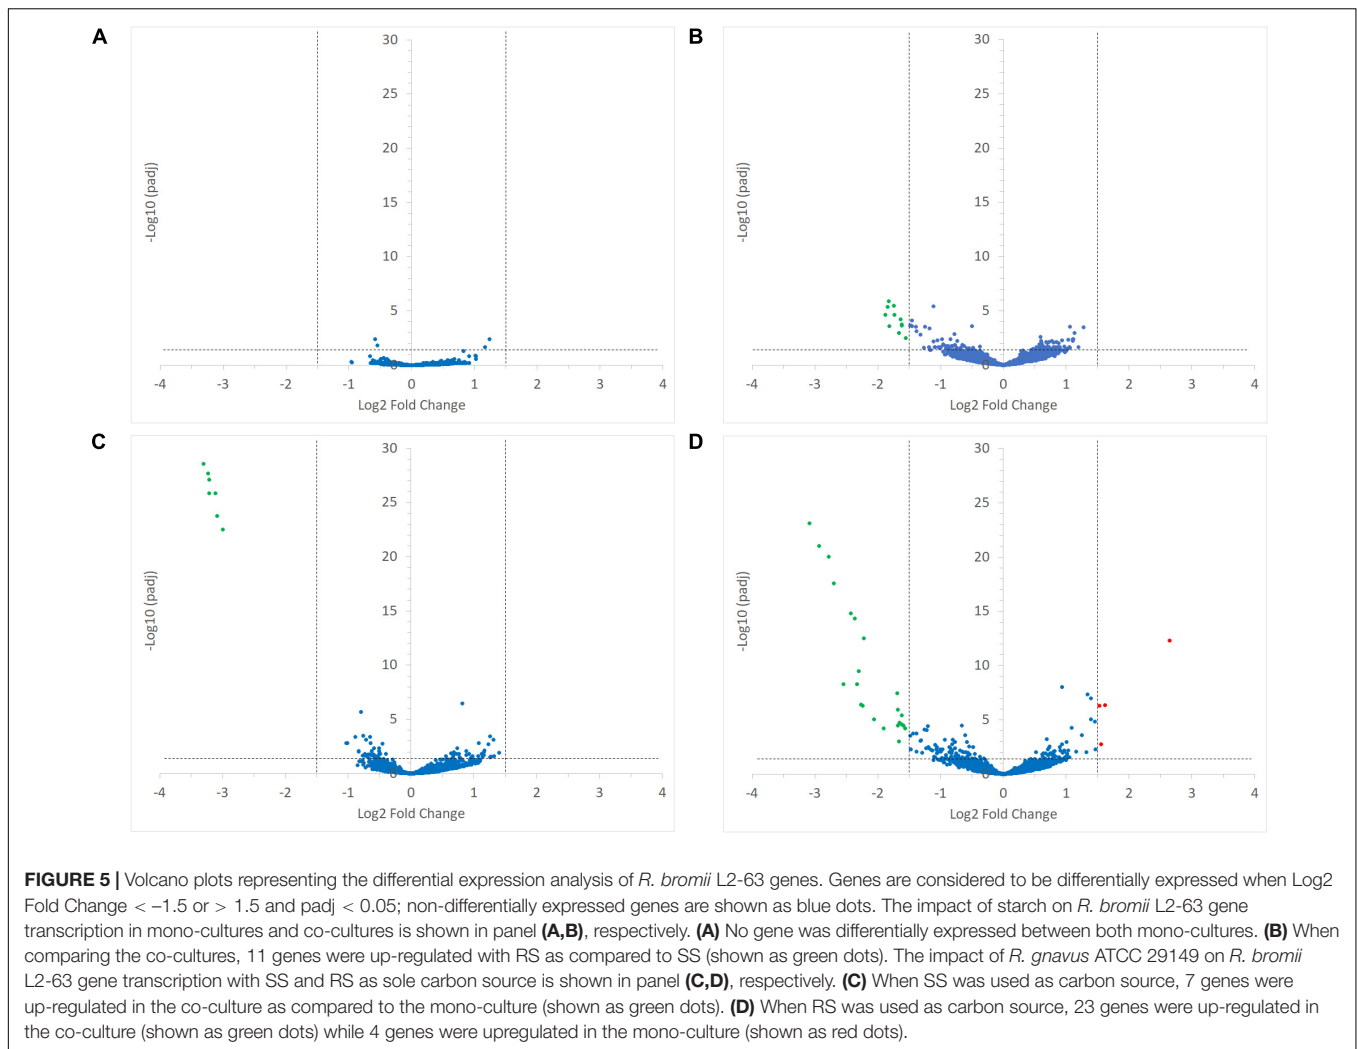 A
30
25
20
15
10
5
0
-4 -3 -2 -1 0 1 2 3 4
-Log10 (padj)
Log2 Fold Change
B
30
25
20
15
10
5
0
-4 -3 -2 -1 0 1 2 3 4
-Log10 (padj)
Log2 Fold Change
C
30
25
20
15
10
5
0
-4 -3 -2 -1 0 1 2 3 4
-Log10 (padj)
Log2 Fold Change
D
30
25
20
15
10
5
0
-4 -3 -2 -1 0 1 2 3 4
-Log10 (padj)
Log2 Fold Change
FIGURE 5 | Volcano plots representing the differential expression analysis of R. bromii L2-63 genes. Genes are considered to be differentially expressed when Log2
Fold Change < –1.5 or > 1.5 and padj < 0.05; non-differentially expressed genes are shown as blue dots. The impact of starch on R. bromii L2-63 gene
transcription in mono-cultures and co-cultures is shown in panel (A,B), respectively. (A) No gene was differentially expressed between both mono-cultures. (B) When
comparing the co-cultures, 11 genes were up-regulated with RS as compared to SS (shown as green dots). The impact of R. gnavus ATCC 29149 on R. bromii
L2-63 gene transcription with SS and RS as sole carbon source is shown in panel (C,D), respectively. (C) When SS was used as carbon source, 7 genes were
up-regulated in the co-culture as compared to the mono-culture (shown as green dots). (D) When RS was used as carbon source, 23 genes were up-regulated in
the co-culture (shown as green dots) while 4 genes were upregulated in the mono-culture (shown as red dots).